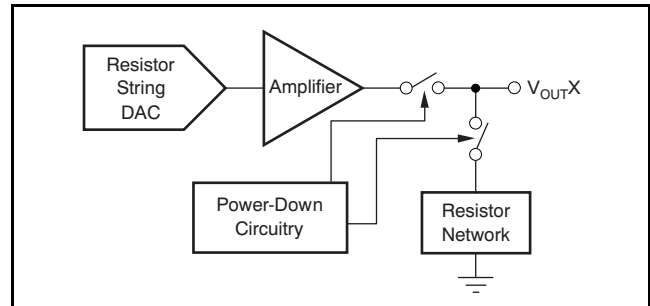 Resistor
String
DAC
Amplifier
VOUTX
Power-Down
Circuitry
Resistor
Network